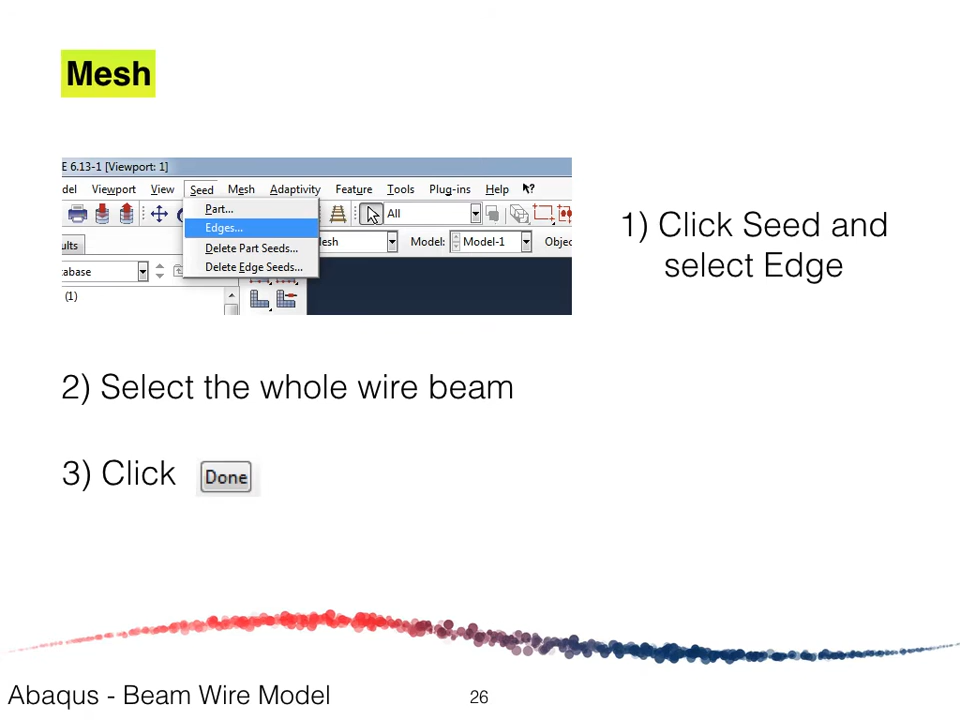 Mesh
E 6.13-1 [Viewport: 1]
del Viewport View Seed Mesh Adaptivity Feature Tools Plug-ins Help
Part...
All
Edges...
ults
Delete Part Seeds...
lesh
Model: Model-1
Objec
tabase
Delete Edge Seeds...
(1)
1) Click Seed and
select Edge
2) Select the whole wire beam
3) Click Done
Abaqus - Beam Wire Model
26